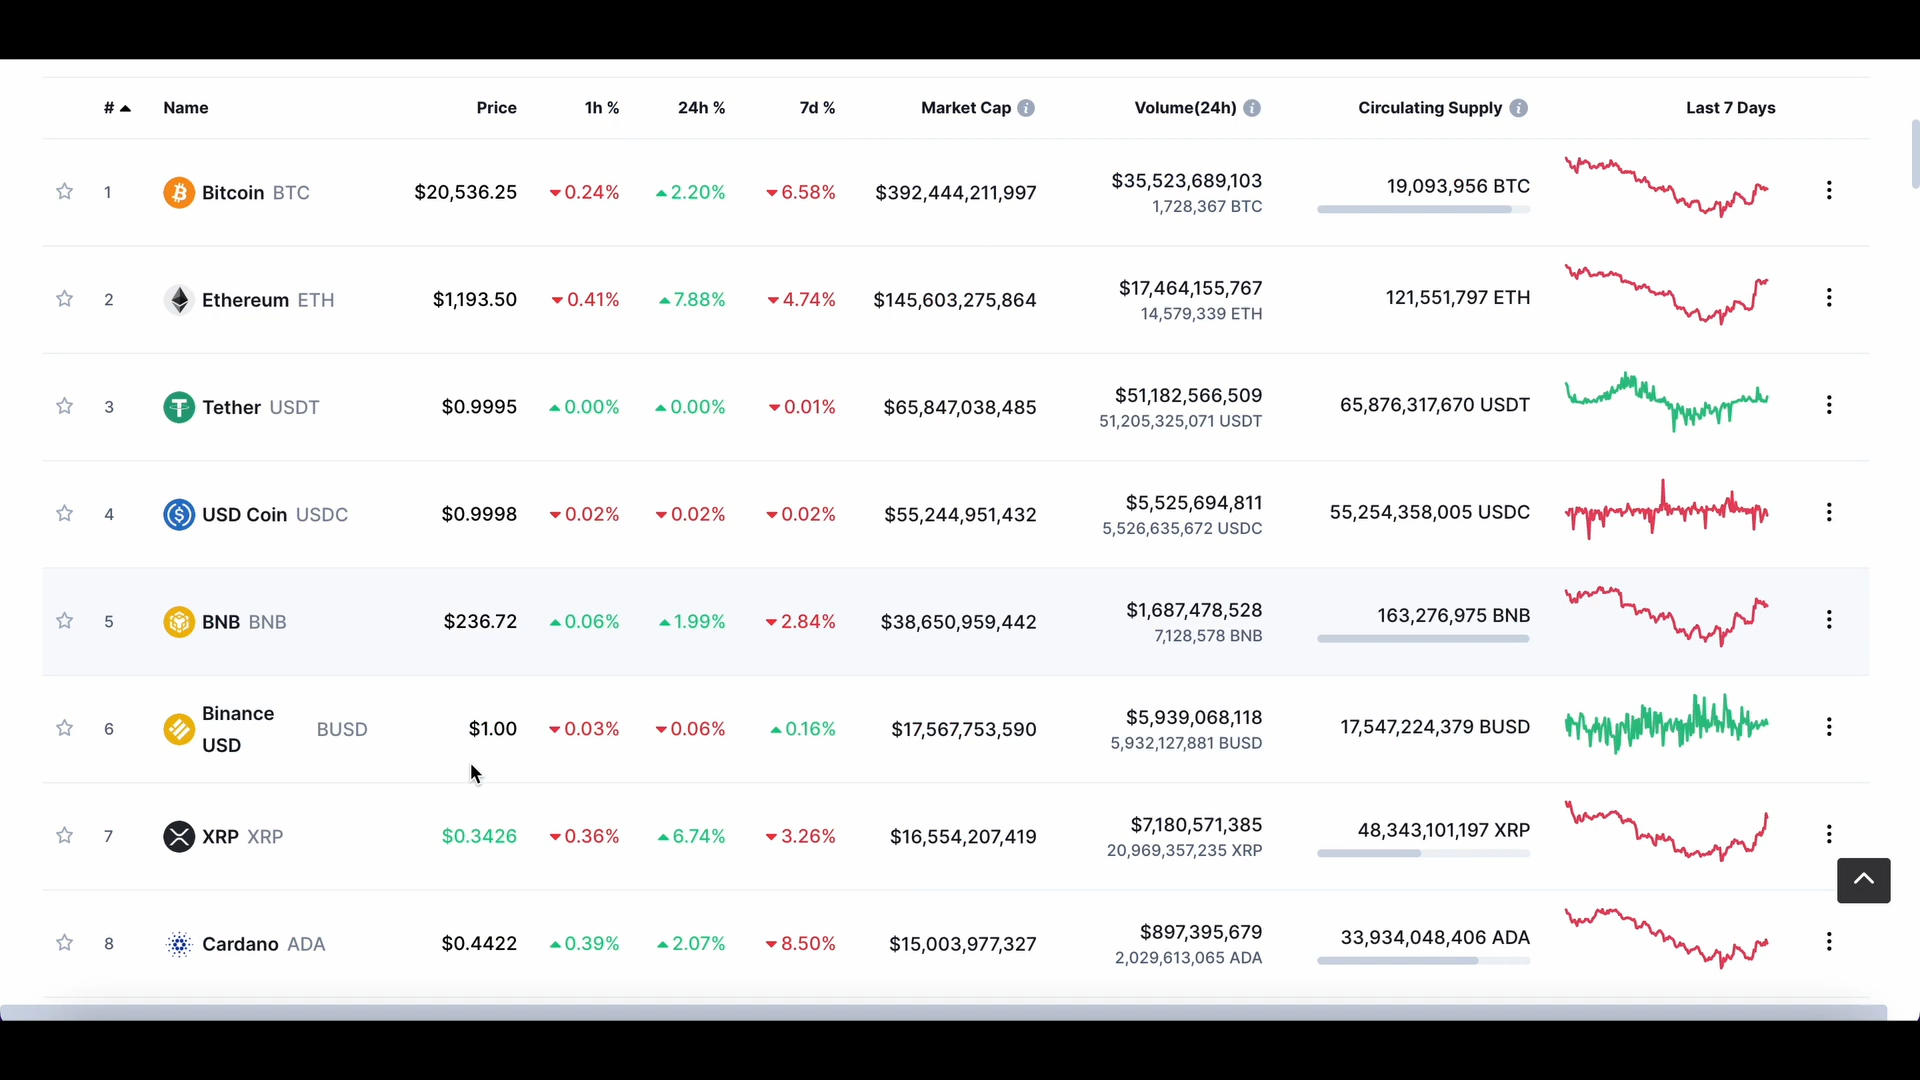 # Name Price 1h % 24h % 7d % Market Cap Volume(24h) Circulating Supply Last 7 Days
1 Bitcoin BTC $20,536.25 0.24% 2.20% 6.58% $392,444,211,997 $35,523,689,103 19,093,956 BTC
1,728,367 BTC
2 Ethereum ETH $1,193.50 0.41% 7.88% 4.74% $145,603,275,864 $17,464,155,767 121,551,797 ETH
14,579,339 ETH
3 Tether USDT $0.9995 0.00% 0.00% 0.01% $65,847,038,485 $51,182,566,509 65,876,317,670 USDT
51,205,325,071 USDT
4 USD Coin USDC $0.9998 0.02% 0.02% 0.02% $55,244,951,432 $5,525,694,811 55,254,358,005 USDC
5,526,635,672 USDC
5 BNB BNB $236.72 0.06% 1.99% 2.84% $38,650,959,442 $1,687,478,528 163,276,975 BNB
7,128,578 BNB
6 Binance USD BUSD $1.00 0.03% 0.06% 0.16% $17,567,753,590 $5,939,068,118 17,547,224,379 BUSD
5,932,127,881 BUSD
7 XRP XRP $0.3426 0.36% 6.74% 3.26% $16,554,207,419 $7,180,571,385 48,343,101,197 XRP
20,969,357,235 XRP
8 Cardano ADA $0.4422 0.39% 2.07% 8.50% $15,003,977,327 $897,395,679 33,934,048,406 ADA
2,029,613,065 ADA